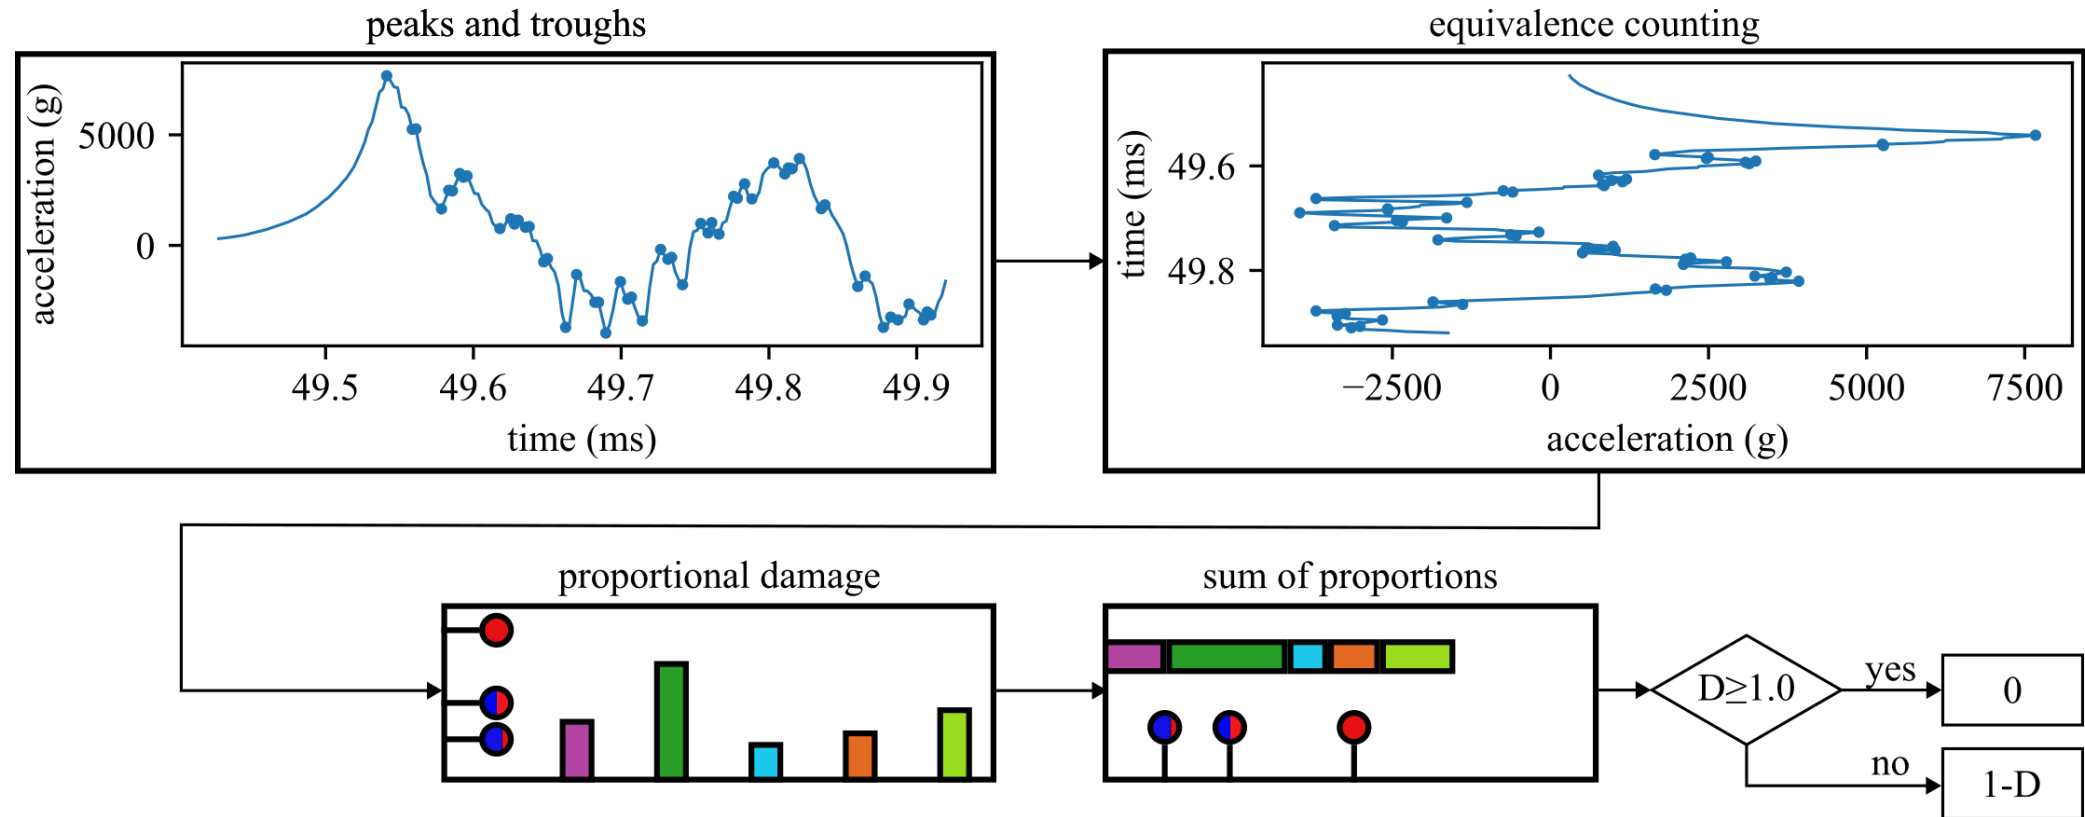 peaks and troughs
acceleration (g)
5000
0
49.5 49.6 49.7 49.8 49.9
time (ms)
equivalence counting
time (ms)
49.6
49.8
−2500 0 2500 5000 7500
acceleration (g)
proportional damage
sum of proportions
D≥1.0
yes
0
no
1-D